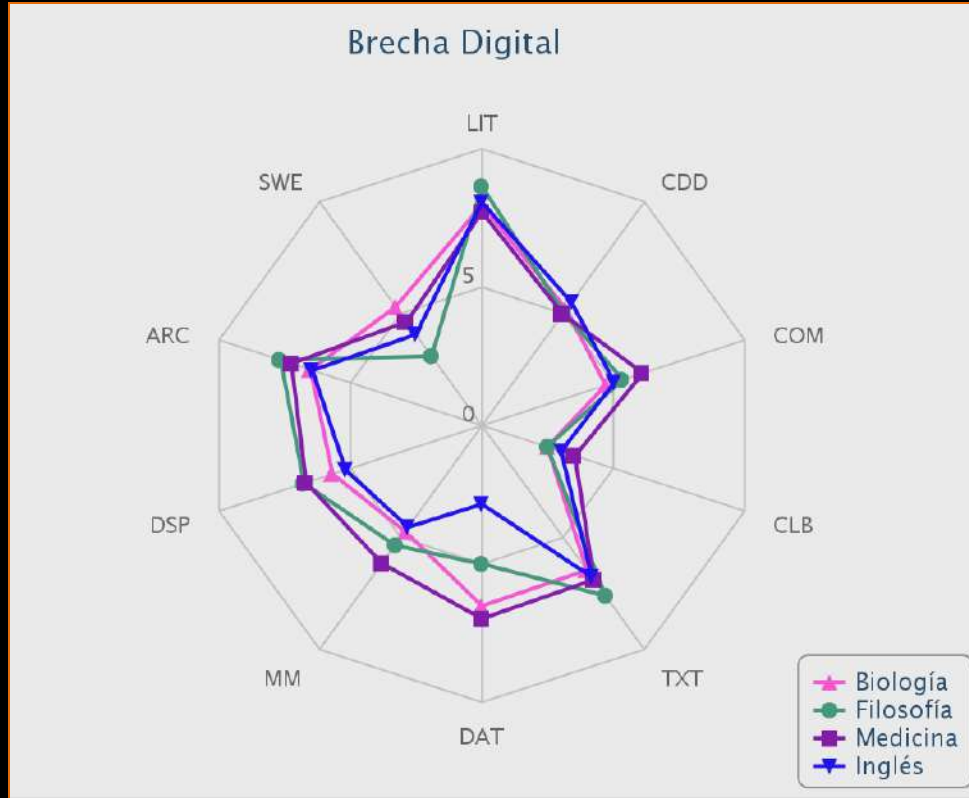 Brecha Digital
LIT
SWE
CDD
5
ARC
COM
0
DSP
CLB
MM
TXT
DAT
Biología
Filosofía
Medicina
Inglés